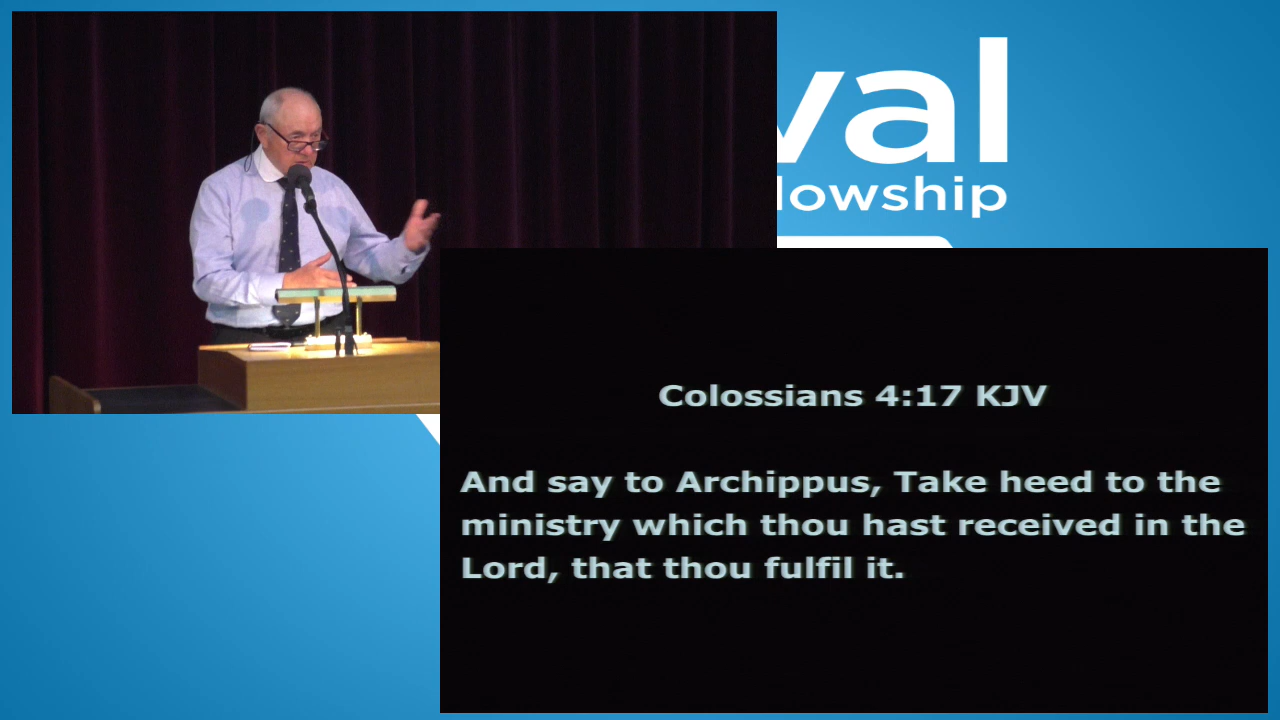 val
lowship
Colossians 4:17 KJV
And say to Archippus, Take heed to the
ministry which thou hast received in the
Lord, that thou fulfil it.